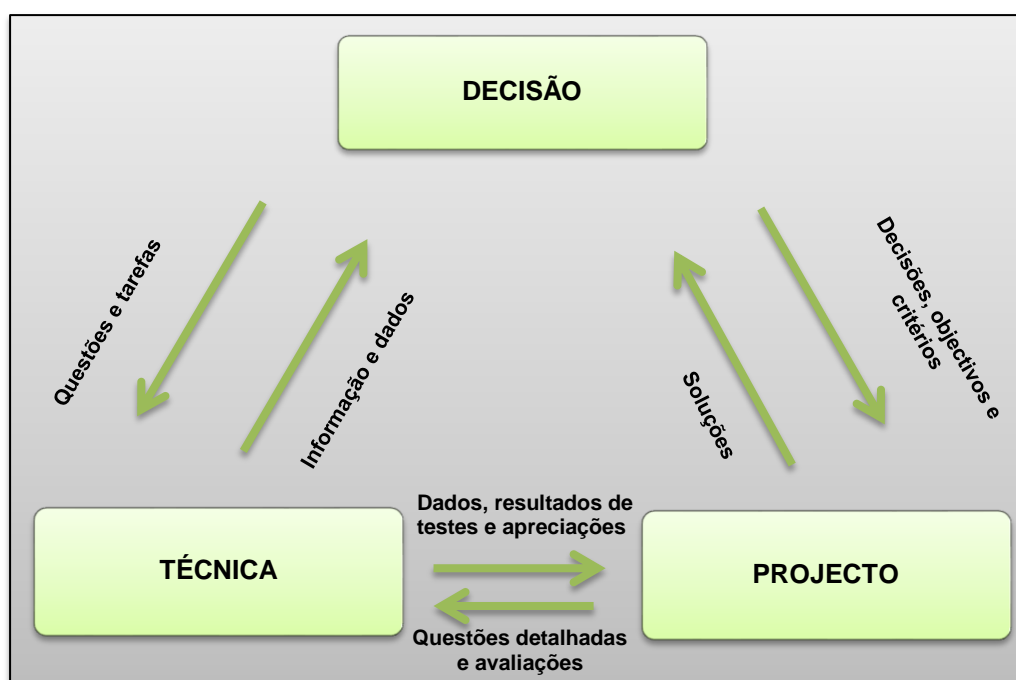 DECISÃO
Questões e tarefas
Informação e dados
Soluções
Decisões, objectivos e
critérios
Dados, resultados de
testes e apreciações
TÉCNICA
PROJECTO
Questões detalhadas
e avaliações